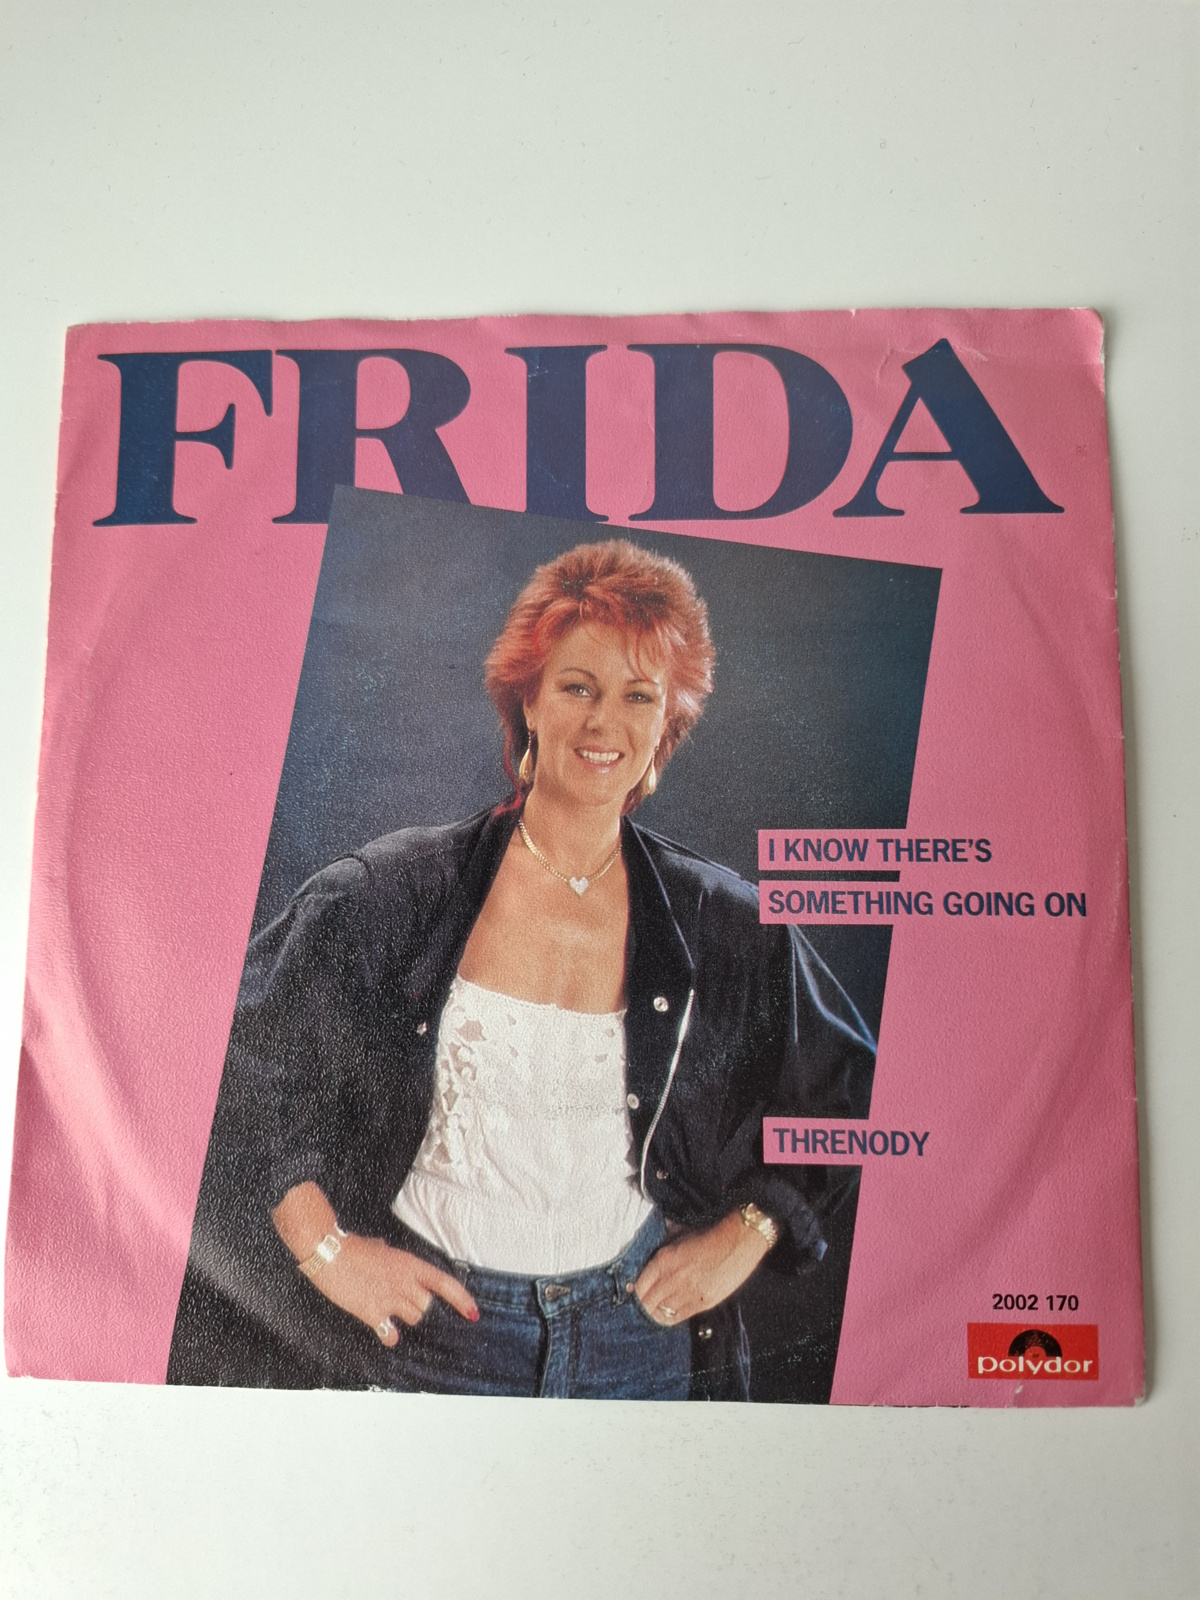 FRIDA
I KNOW THERE'S
SOMETHING GOING ON
THRENODY
2002 170
polydor